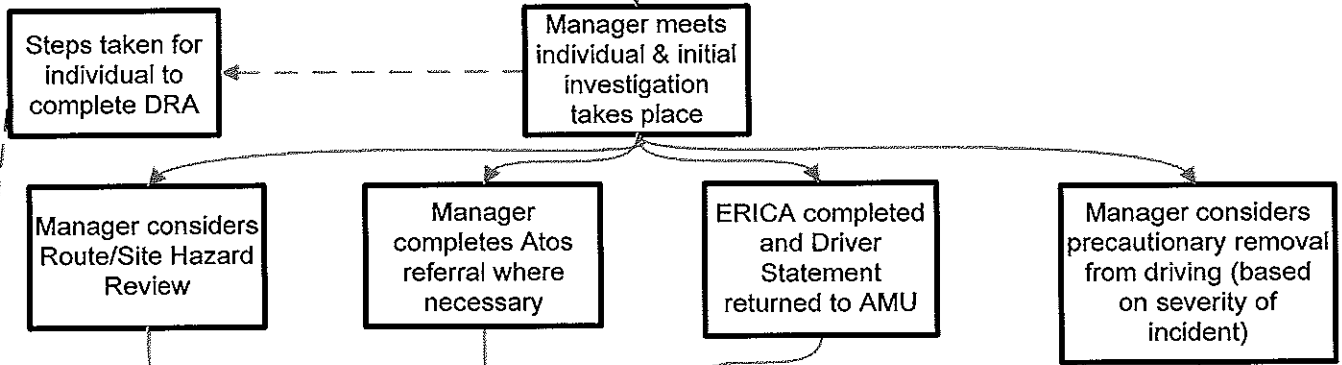 Steps taken for
individual to
complete DRA
Manager meets
individual & initial
investigation
takes place
Manager considers
Route/Site Hazard
Review
Manager
completes Atos
referral where
necessary
ERICA completed
and Driver
Statement
returned to AMU
Manager considers
precautionary removal
from driving (based
on severity of
incident)